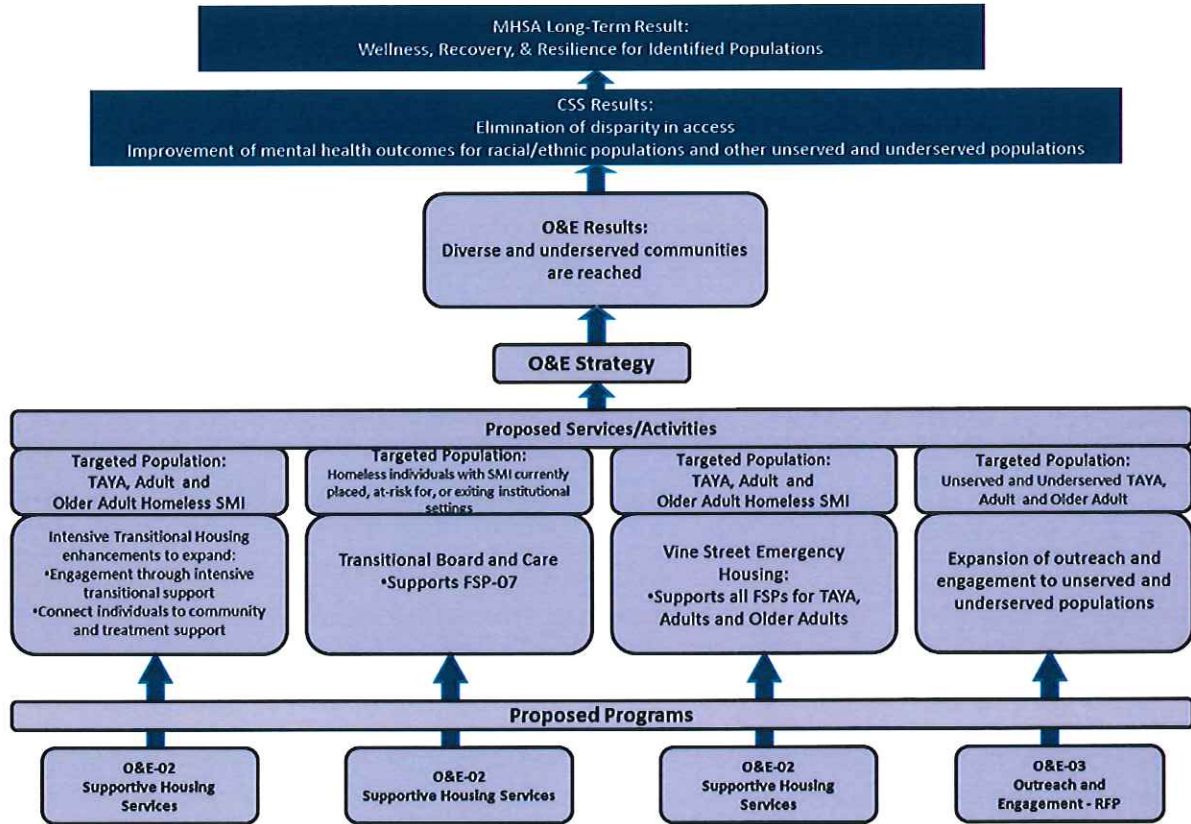 MHSA Long-Term Result:
Wellness, Recovery, & Resilience for Identified Populations
CSS Results:
Elimination of disparity in access
Improvement of mental health outcomes for racial/ethnic populations and other unserved and underserved populations
O&E Results:
Diverse and underserved communities
are reached
O&E Strategy
Proposed Services/Activities
Targeted Population:
TAYA, Adult and
Older Adult Homeless SMI
Targeted Population:
Homeless individuals with SMI currently
placed, at-risk for, or exiting institutional
settings
Targeted Population:
TAYA, Adult and
Older Adult Homeless SMI
Targeted Population:
Unserved and Underserved TAYA,
Adult and Older Adult
Intensive Transitional Housing
enhancements to expand:
•Engagement through intensive
transitional support
•Connect individuals to community
and treatment support
Transitional Board and Care
•Supports FSP-07
Vine Street Emergency
Housing:
•Supports all FSPs for TAYA,
Adults and Older Adults
Expansion of outreach and
engagement to unserved and
underserved populations
Proposed Programs
O&E-02
Supportive Housing
Services
O&E-02
Supportive Housing Services
O&E-02
Supportive Housing
Services
O&E-03
Outreach and
Engagement - RFP